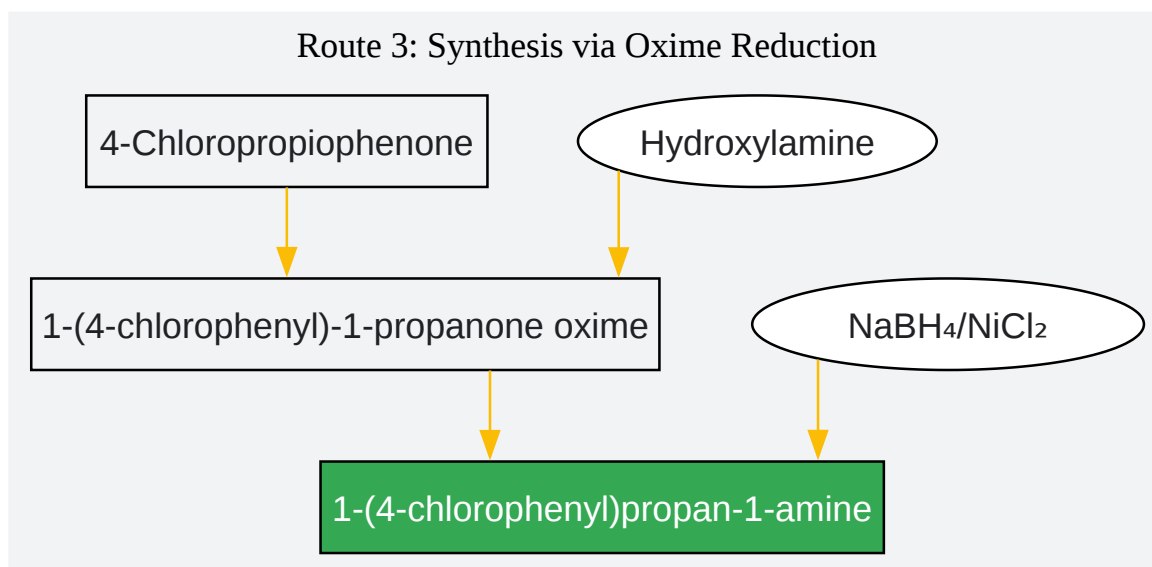 Route 3: Synthesis via Oxime Reduction
4-Chloropropiophenone
Hydroxylamine
1-(4-chlorophenyl)-1-propanone oxime
NaBH₄/NiCl₂
1-(4-chlorophenyl)propan-1-amine